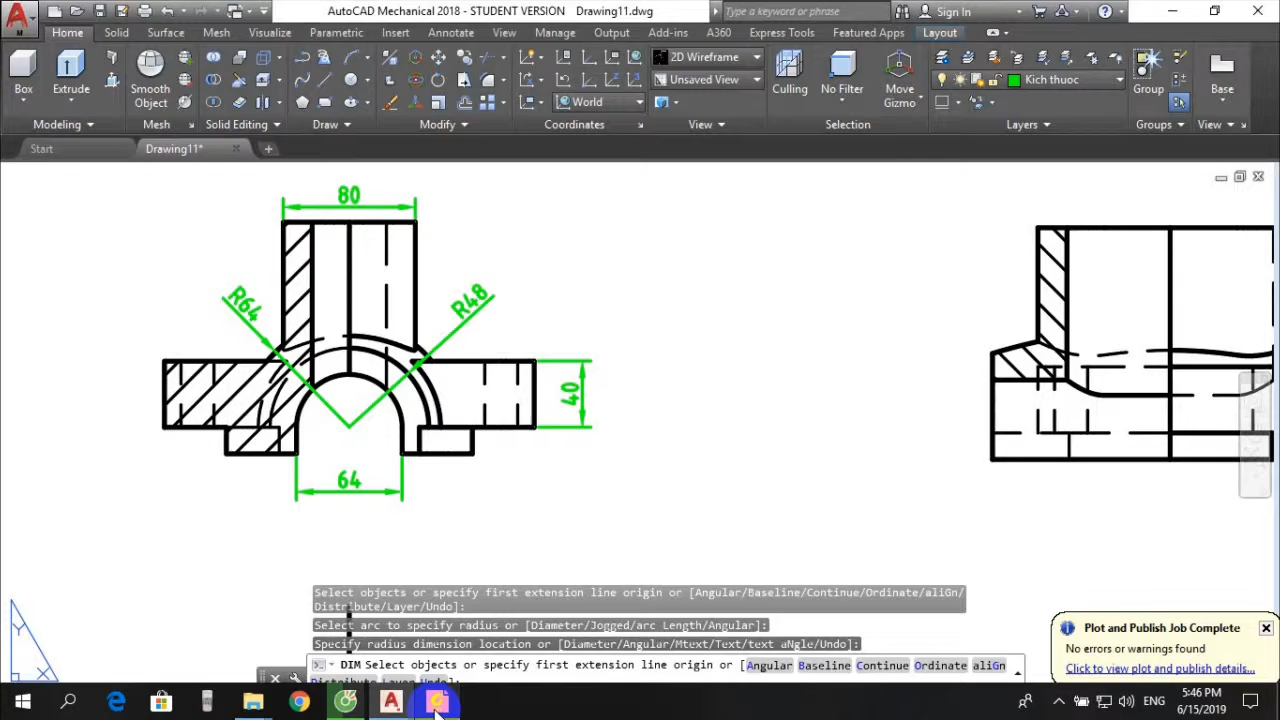 AutoCAD Mechanical 2018 - STUDENT VERSION Drawing11.dwg
Type a keyword or phrase
Sign In
M
Home Solid Surface Mesh Visualize Parametric Insert Annotate View Manage Output Add-ins A360 Express Tools Featured Apps Layout
2D Wireframe
Unsaved View
World
Kich thuoc
Box
Extrude
Smooth
Object
Culling
No Filter
Move
Gizmo
Group
Base
Modeling Mesh Solid Editing Draw Modify Coordinates View Selection Layers Groups View
Start Drawing11*
80
R64
R48
40
64
Y
X
Select objects or specify first extension line origin or [Angular/Baseline/Continue/Ordinate/aliGn/
Distribute/Layer/Undo]:
Select arc to specify radius or [Diameter/Jogged/arc Length/Angular]:
Specify radius dimension location or [Diameter/Angular/Mtext/Text/text aNgle/Undo]:
DIM Select objects or specify first extension line origin or [Angular Baseline Continue Ordinate aliGn
Distribute Layer Undo]:
Plot and Publish Job Complete
No errors or warnings found
Click to view plot and publish details...
ENG
5:46 PM
6/15/2019